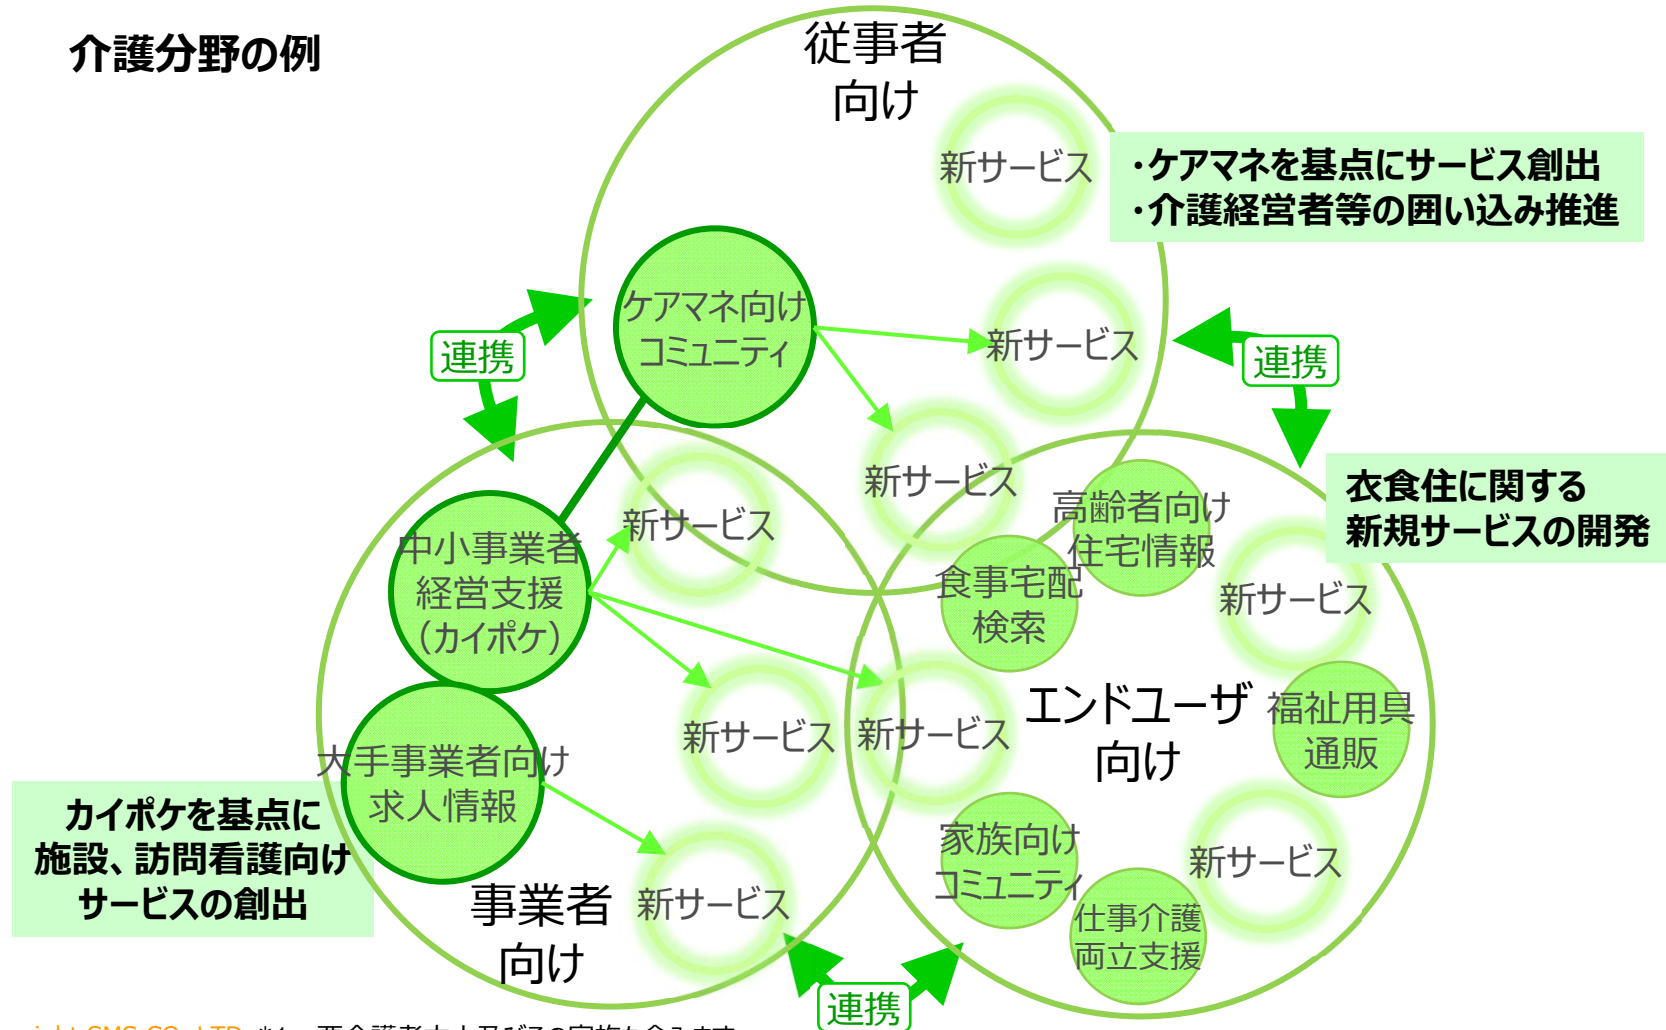 介護分野の例
従事者
向け
新サービス
・ケアマネを基点にサービス創出
・介護経営者等の囲い込み推進
ケアマネ向け
コミュニティ
新サービス
連携
連携
新サービス
新サービス
高齢者向け
住宅情報
衣食住に関する
新規サービスの開発
中小事業者
経営支援
（カイポケ）
食事宅配
検索
新サービス
新サービス
新サービス
エンドユーザ
向け
福祉用具
通販
大手事業者向け
求人情報
カイポケを基点に
施設、訪問看護向け
サービスの創出
家族向け
コミュニティ
新サービス
事業者
向け
新サービス
仕事介護
両立支援
連携
SMS CO.,LTD.